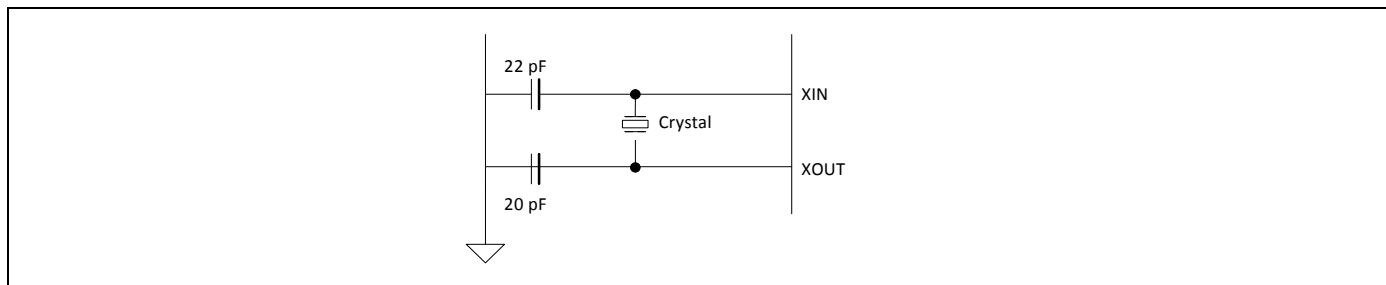 22 pF
XIN
Crystal
XOUT
20 pF